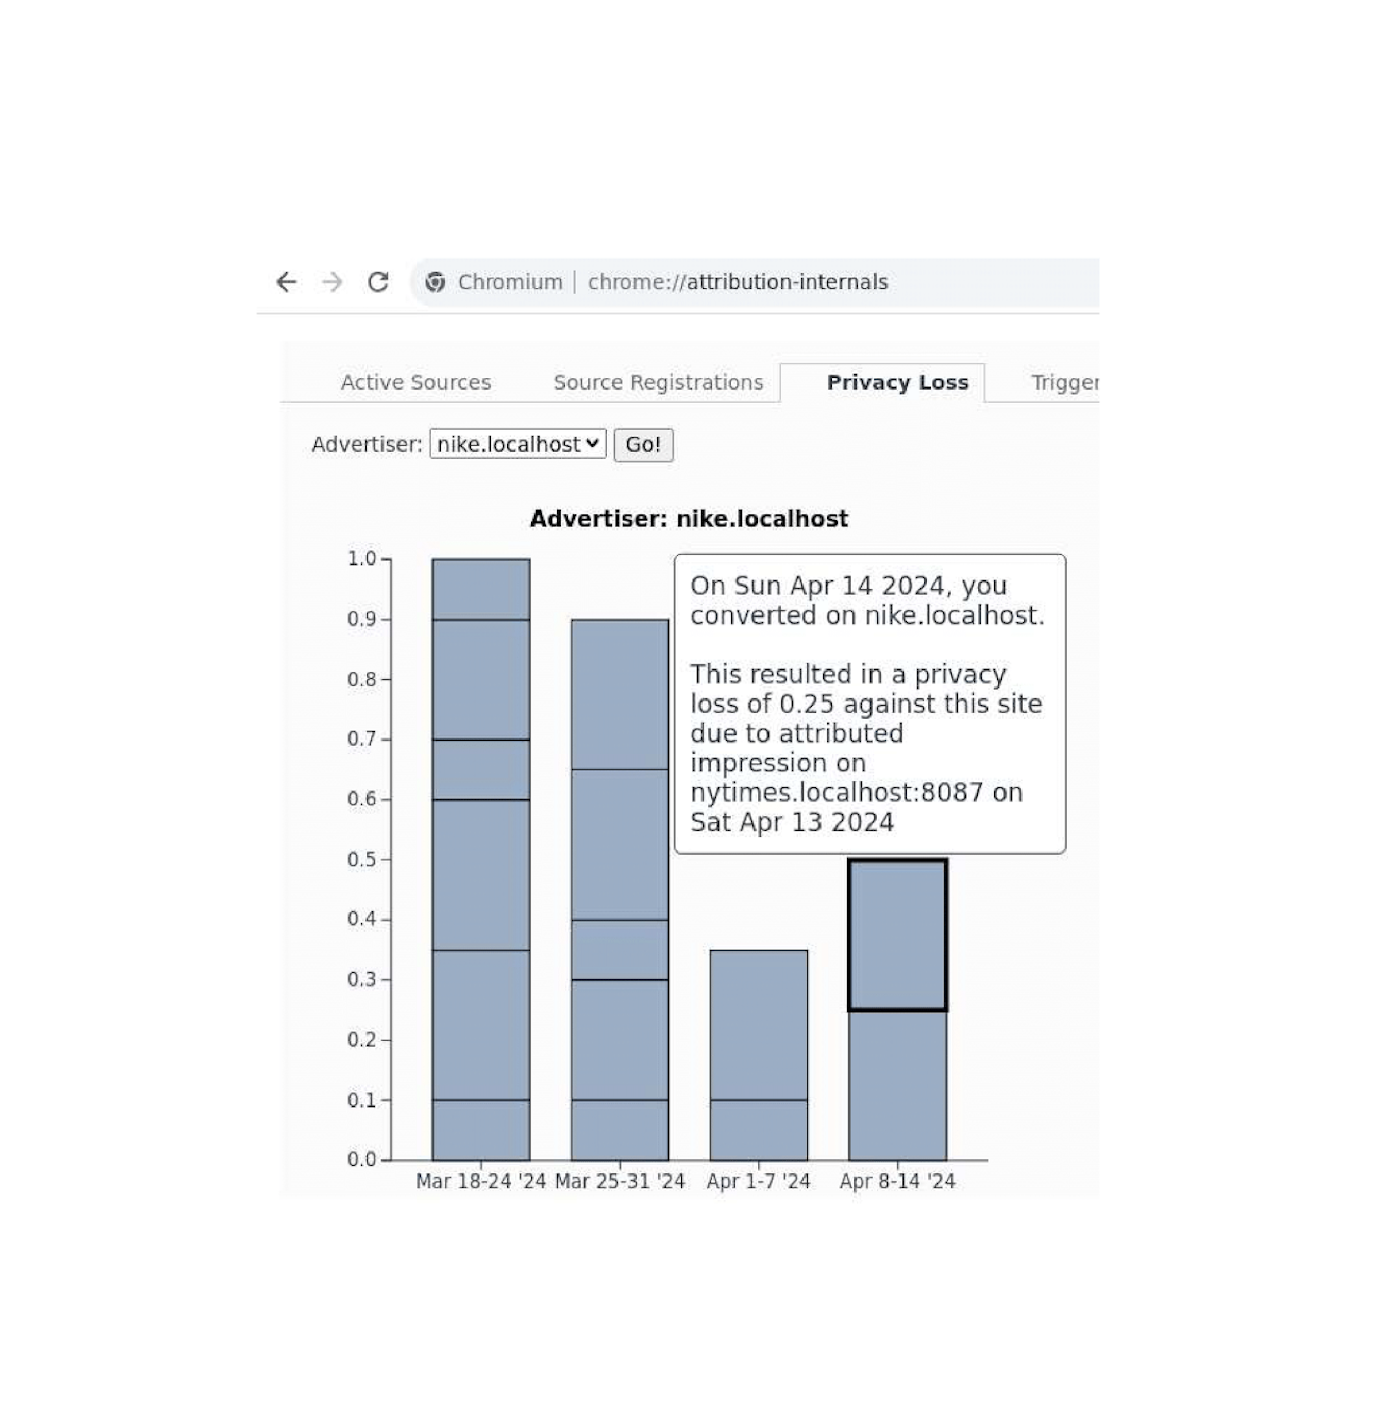 Chromium | chrome://attribution-internals
Active Sources Source Registrations Privacy Loss Trigger
Advertiser: nike.localhost Go!
Advertiser: nike.localhost
On Sun Apr 14 2024, you
converted on nike.localhost.
This resulted in a privacy
loss of 0.25 against this site
due to attributed
impression on
nytimes.localhost:8087 on
Sat Apr 13 2024
1.0
0.9
0.8
0.7
0.6
0.5
0.4
0.3
0.2
0.1
0.0
Mar 18-24 '24 Mar 25-31 '24 Apr 1-7 '24 Apr 8-14 '24